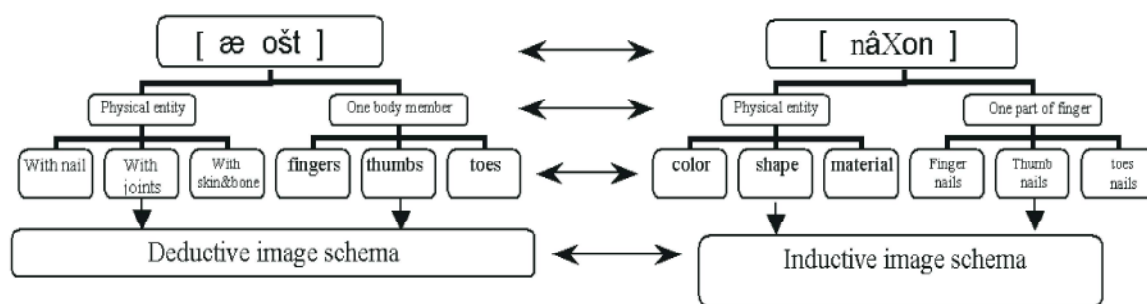 [ æ ošt ]
[ nâXon ]
Physical entity
One body member
Physical entity
One part of finger
With nail
With
joints
With
skin&bone
fingers
thumbs
toes
color
shape
material
Finger
nails
Thumb
nails
toes
nails
Deductive image schema
Inductive image schema